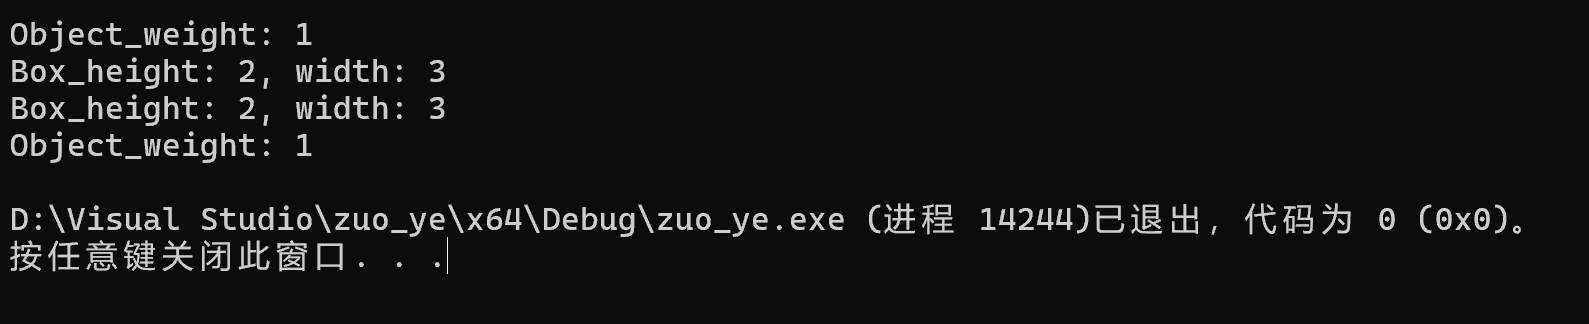 Object_weight: 1
Box_height: 2, width: 3
Box_height: 2, width: 3
Object_weight: 1
D:\Visual Studio\zuo_ye\x64\Debug\zuo_ye.exe (进程 14244)已退出，代码为 0 (0x0)。
按任意键关闭此窗口. . .